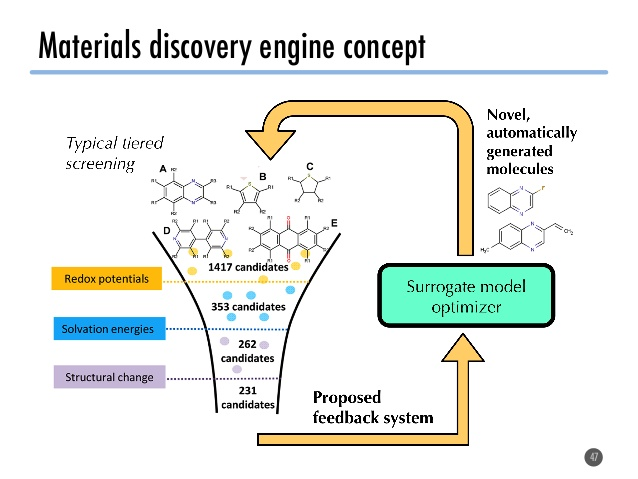 Materials discovery engine concept
Typical tiered
screening
Novel,
automatically
generated
molecules
A
B
C
D
E
1417 candidates
Redox potentials
353 candidates
Solvation energies
262
candidates
Structural change
231
candidates
Surrogate model
optimizer
Proposed
feedback system
47